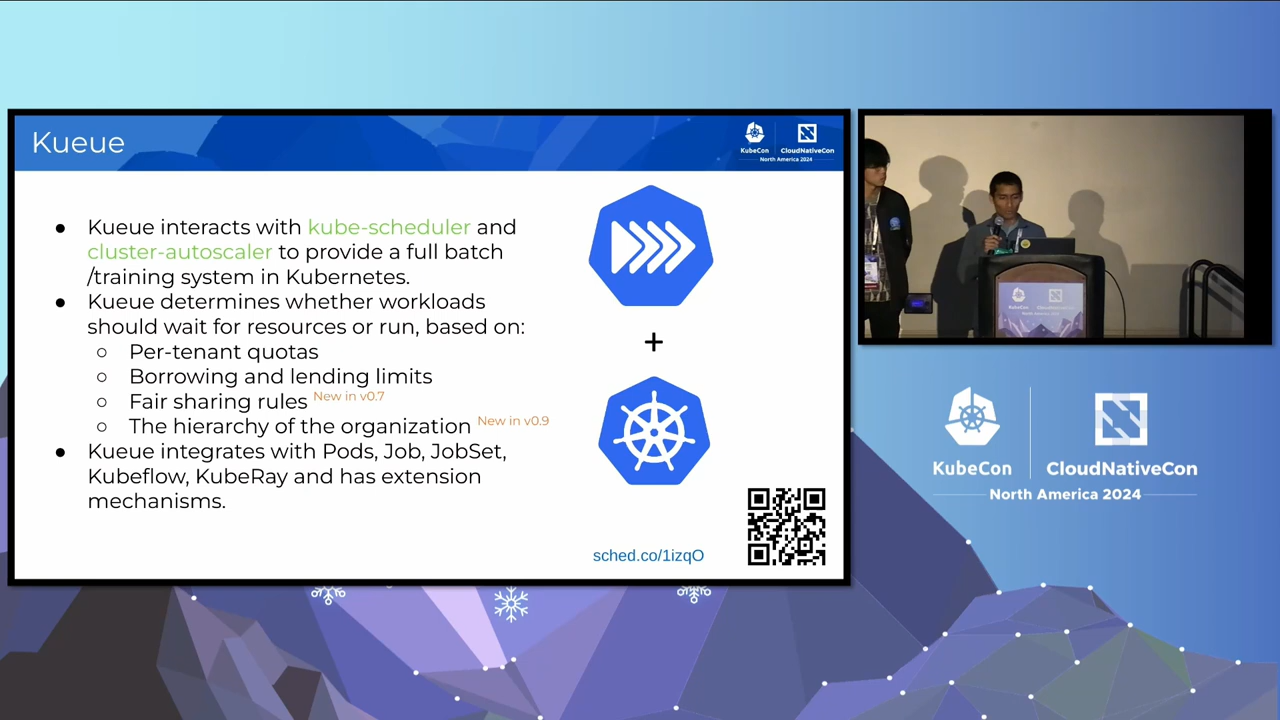 Kueue
KubeCon
CloudNativeCon
North America 2024
● Kueue interacts with kube-scheduler and
cluster-autoscaler to provide a full batch
/training system in Kubernetes.
● Kueue determines whether workloads
should wait for resources or run, based on:
○ Per-tenant quotas
○ Borrowing and lending limits
○ Fair sharing rules New in v0.7
○ The hierarchy of the organization New in v0.9
● Kueue integrates with Pods, Job, JobSet,
Kubeflow, KubeRay and has extension
mechanisms.
+
sched.co/1izqO
KubeCon
CloudNativeCon
North America 2024